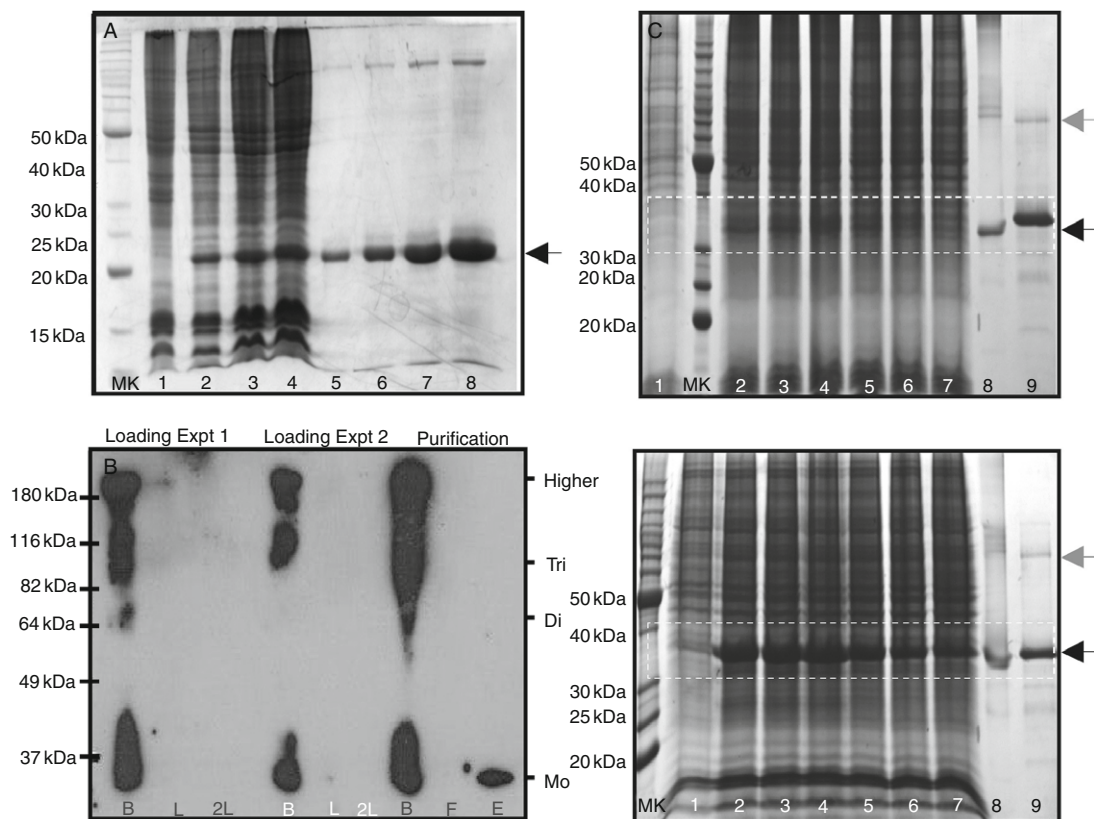 A
50 kDa
40 kDa
30 kDa
25 kDa
20 kDa
15 kDa
MK 1 2 3 4 5 6 7 8
C
50 kDa
40 kDa
30 kDa
20 kDa
20 kDa
1 MK 2 3 4 5 6 7 8 9
Loading Expt 1 Loading Expt 2 Purification
B
180 kDa
116 kDa
82 kDa
64 kDa
49 kDa
37 kDa
Higher
Tri
Di
Mo
B L 2L B L 2L B F E
50 kDa
40 kDa
30 kDa
25 kDa
20 kDa
MK 1 2 3 4 5 6 7 8 9